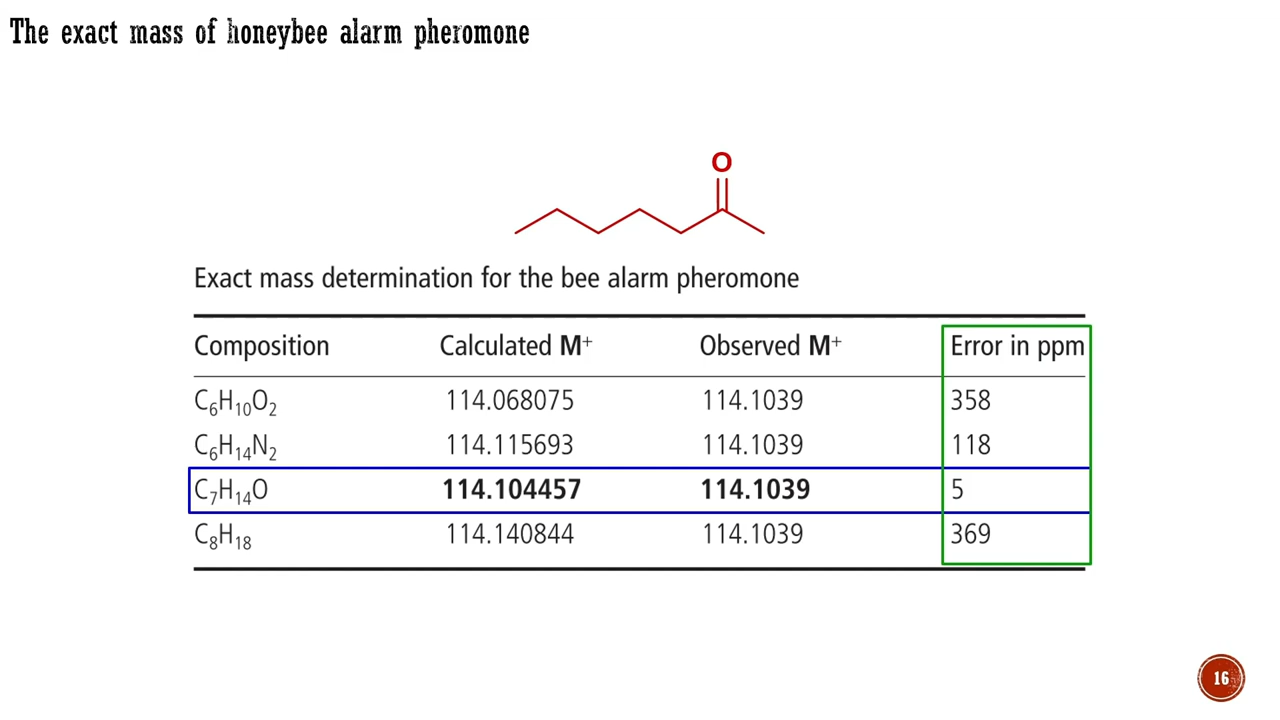 The exact mass of honeybee alarm pheromone
O
Exact mass determination for the bee alarm pheromone
Composition Calculated M⁺ Observed M⁺ Error in ppm
C₆H₁₀O₂ 114.068075 114.1039 358
C₆H₁₄N₂ 114.115693 114.1039 118
C₇H₁₄O 114.104457 114.1039 5
C₈H₁₈ 114.140844 114.1039 369
16